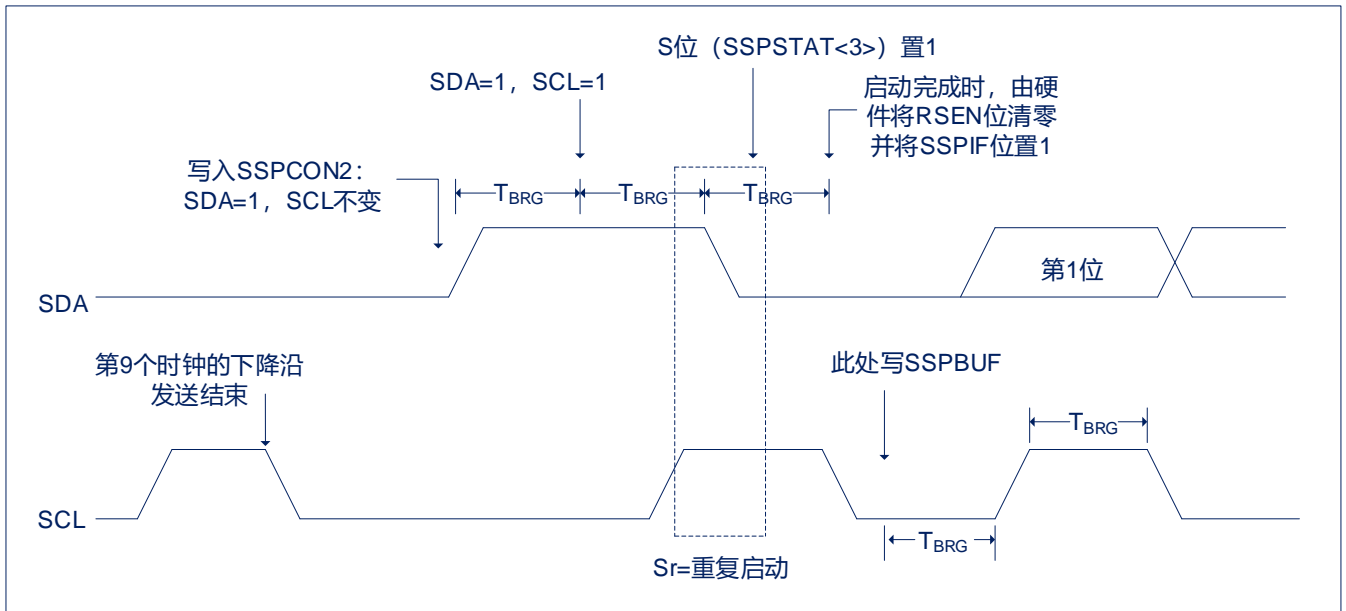 S位（SSPSTAT<3>）置1
SDA=1，SCL=1
启动完成时，由硬
件将RSEN位清零
并将SSPIF位置1
写入SSPCON2：
SDA=1，SCL不变
TBRG
TBRG
TBRG
第1位
SDA
第9个时钟的下降沿
发送结束
此处写SSPBUF
TBRG
SCL
TBRG
Sr=重复启动